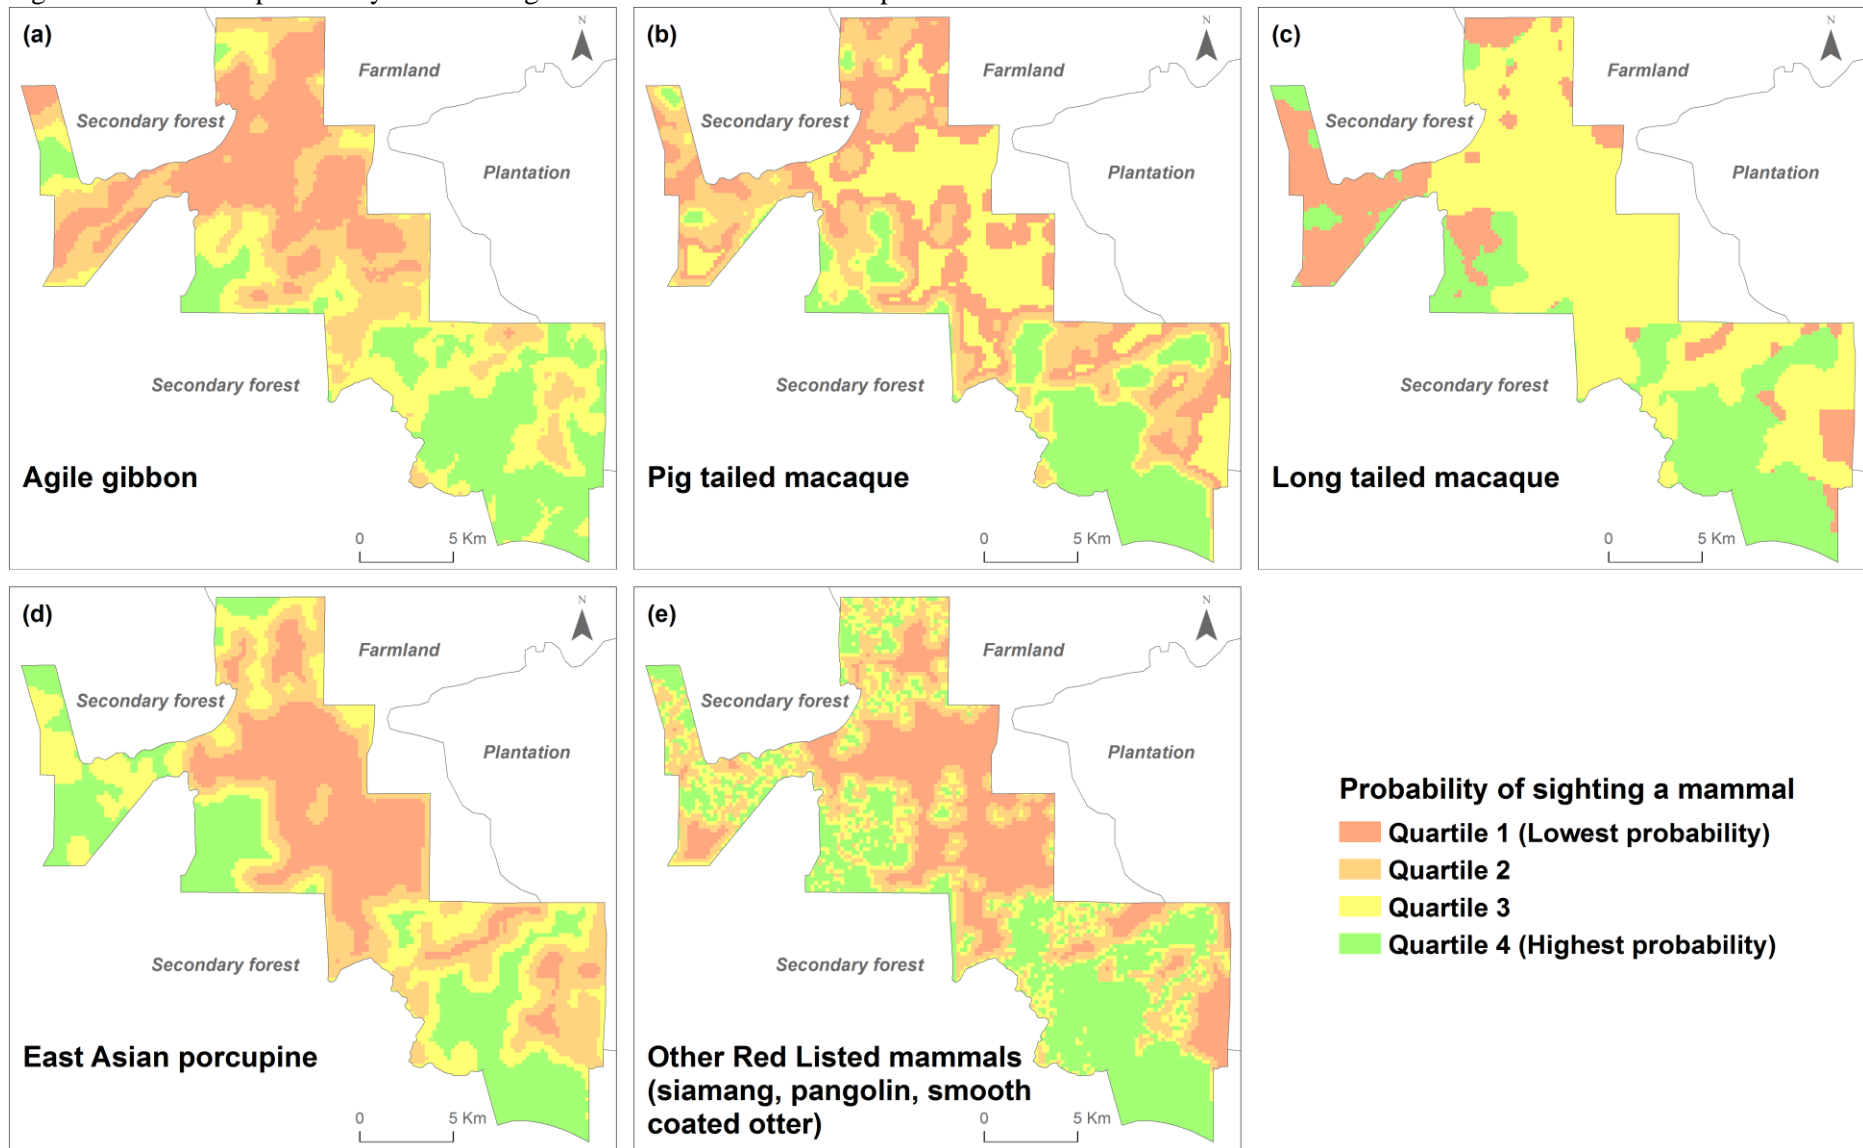 (a)
N
Farmland
Secondary forest
Plantation
Secondary forest
Agile gibbon
0 5 Km
(b)
N
Farmland
Secondary forest
Plantation
Secondary forest
Pig tailed macaque
0 5 Km
(c)
N
Farmland
Secondary forest
Plantation
Secondary forest
Long tailed macaque
0 5 Km
(d)
N
Farmland
Secondary forest
Plantation
Secondary forest
East Asian porcupine
0 5 Km
(e)
N
Farmland
Secondary forest
Plantation
Secondary forest
Other Red Listed mammals
(siamang, pangolin, smooth
coated otter)
0 5 Km
Probability of sighting a mammal
Quartile 1 (Lowest probability)
Quartile 2
Quartile 3
Quartile 4 (Highest probability)